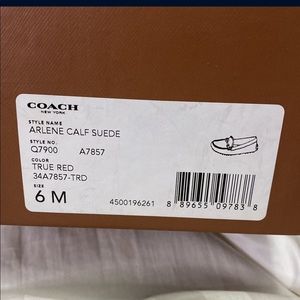 COACH
NEW YORK
STYLE NAME
ARLENE CALF SUEDE
STYLE NO.
Q7900 A7857
COLOR
TRUE RED
34A7857-TRD
SIZE
6 M
4500196261
8 89655 09783 8